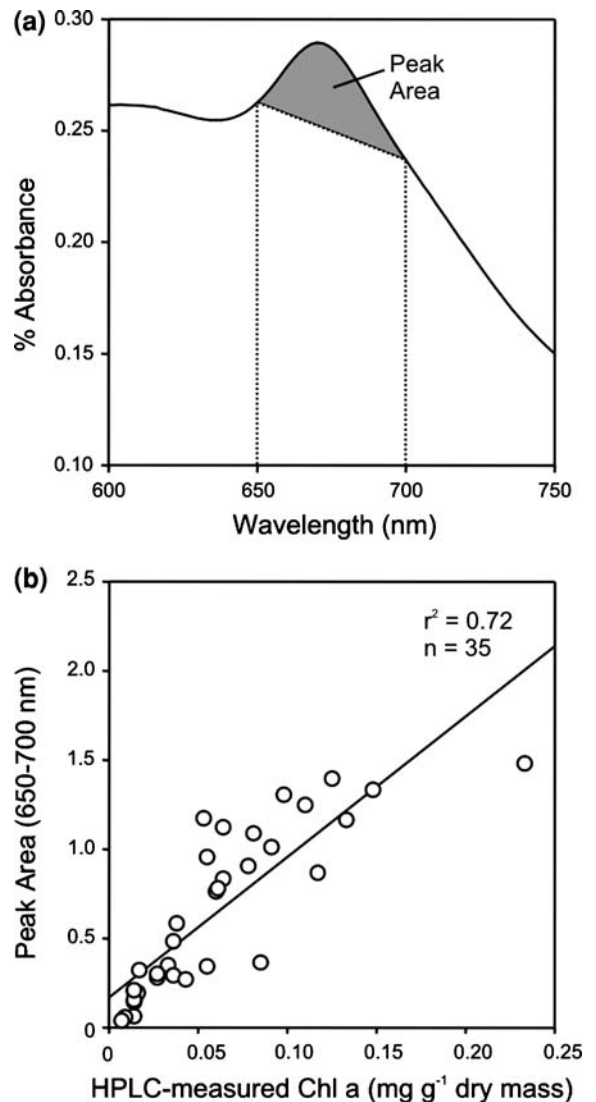 (a)
0.30
0.25
0.20
0.15
0.10
% Absorbance
Peak
Area
600
650
700
750
Wavelength (nm)
(b)
2.5
2.0
1.5
1.0
0.5
0
Peak Area (650-700 nm)
r² = 0.72
n = 35
0
0.05
0.10
0.15
0.20
0.25
HPLC-measured Chl a (mg g⁻¹ dry mass)